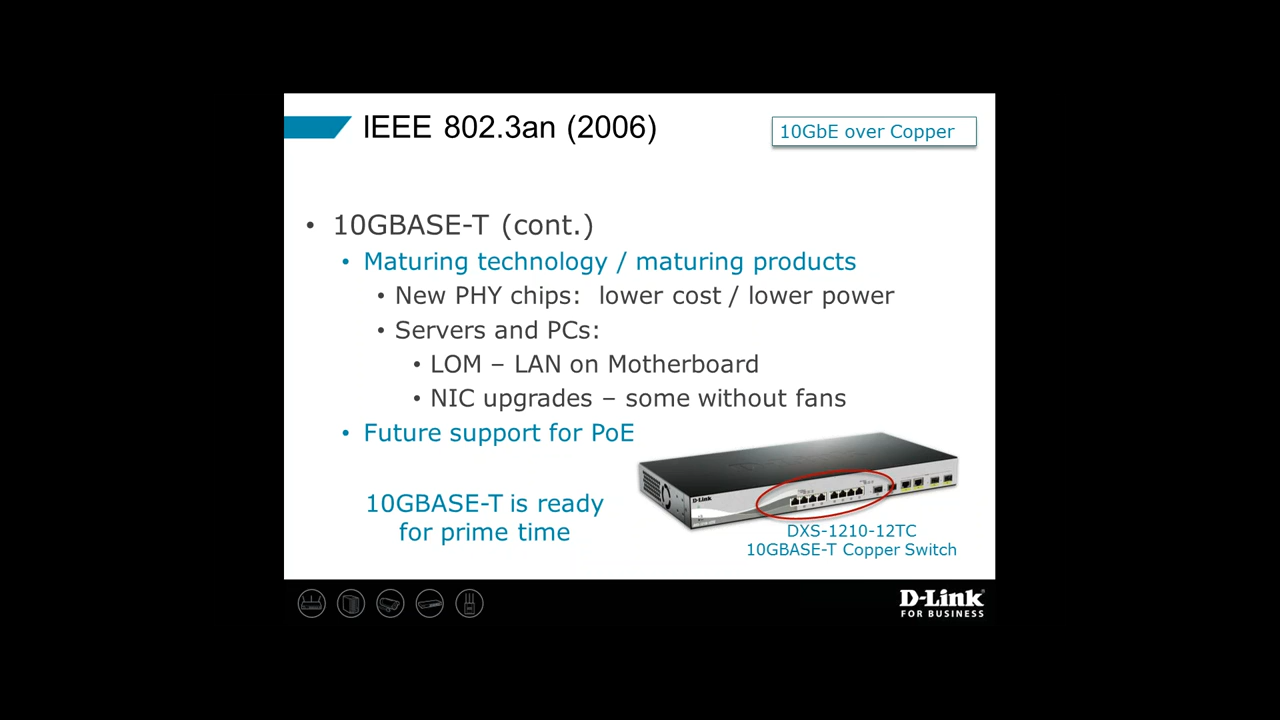 IEEE 802.3an (2006)
10GbE over Copper
• 10GBASE-T (cont.)
• Maturing technology / maturing products
• New PHY chips: lower cost / lower power
• Servers and PCs:
• LOM – LAN on Motherboard
• NIC upgrades – some without fans
• Future support for PoE
10GBASE-T is ready
for prime time
D-Link
DXS-1210-12TC
10GBASE-T Copper Switch
D-Link
FOR BUSINESS